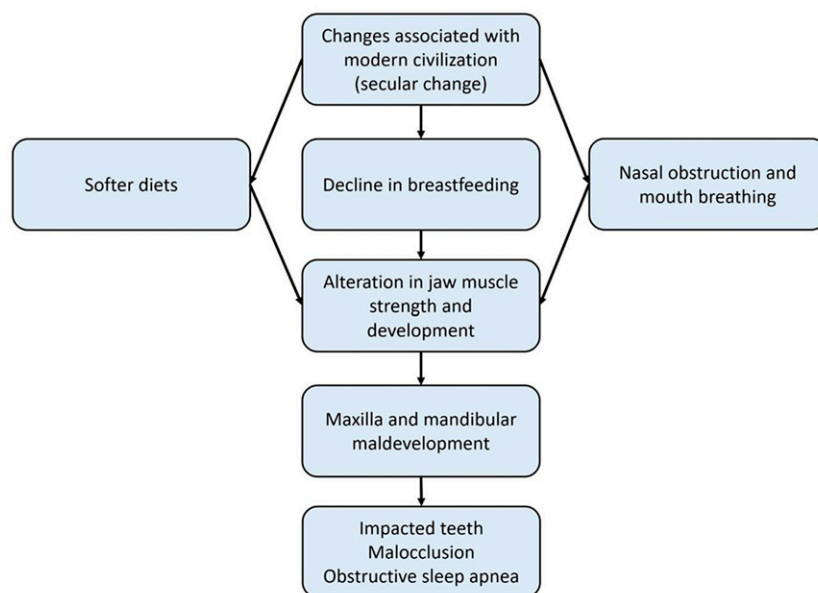 Changes associated with
modern civilization
(secular change)
Softer diets
Decline in breastfeeding
Nasal obstruction and
mouth breathing
Alteration in jaw muscle
strength and
development
Maxilla and mandibular
maldevelopment
Impacted teeth
Malocclusion
Obstructive sleep apnea